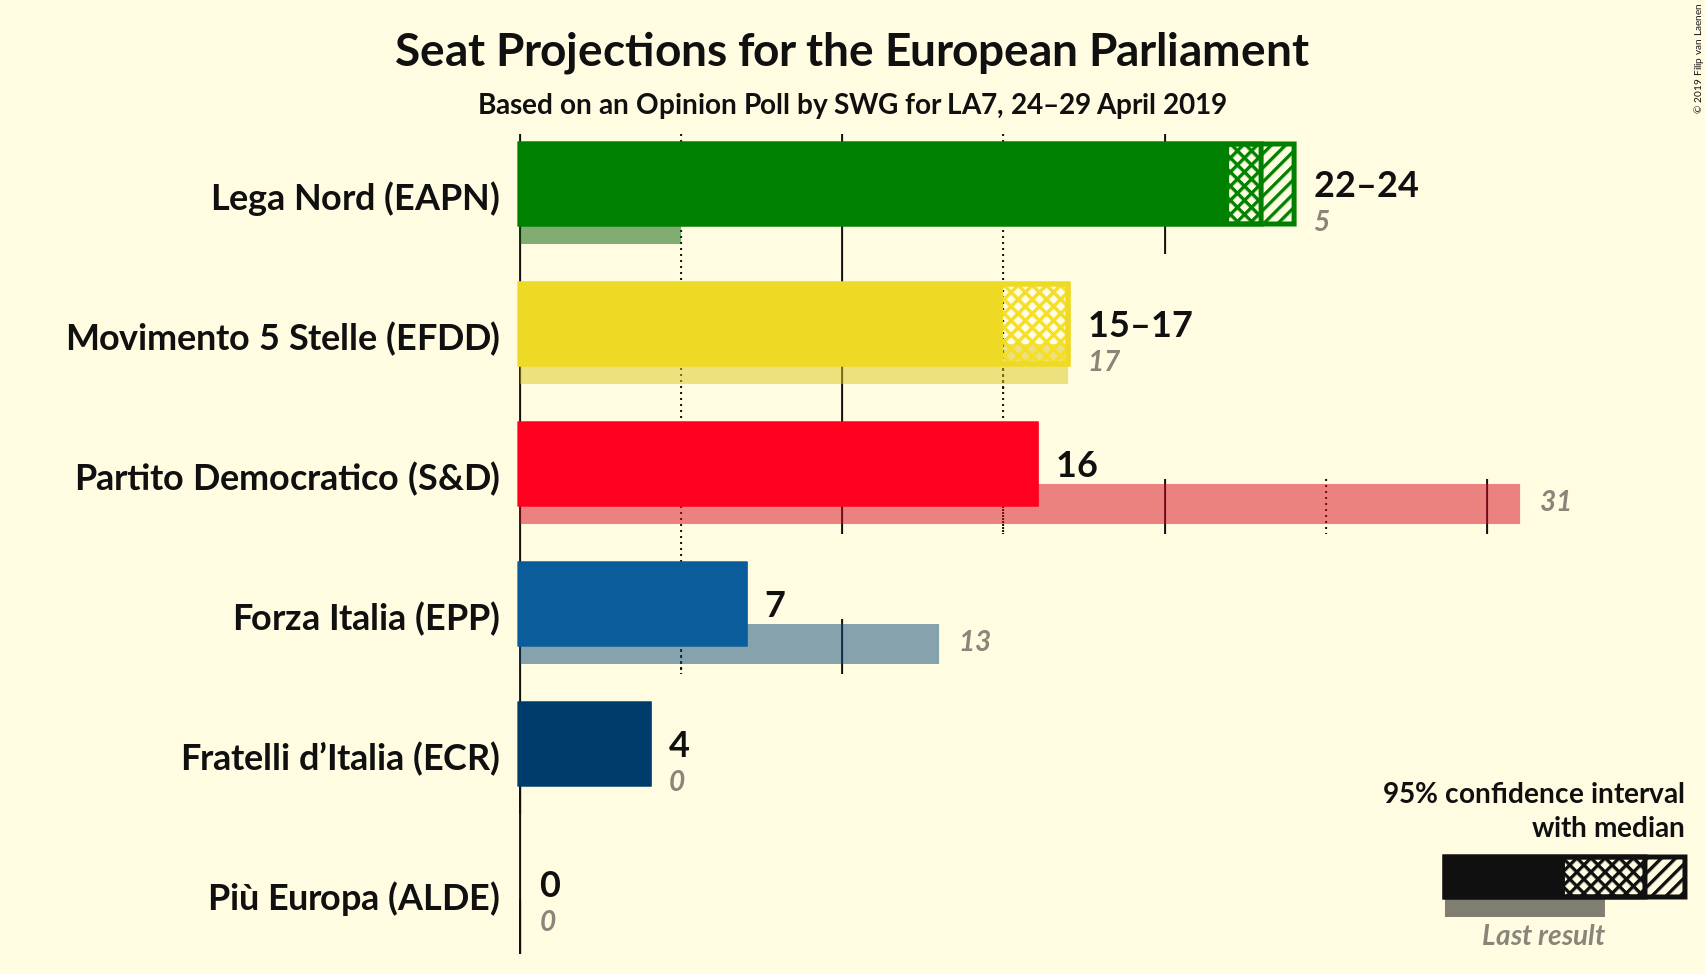 Seat Projections for the European Parliament
Based on an Opinion Poll by SWG for LA7, 24–29 April 2019
© 2019 Filip van Laenen
Lega Nord (EAPN)
22–24
5
Movimento 5 Stelle (EFDD)
15–17
17
Partito Democratico (S&D)
16
31
Forza Italia (EPP)
7
13
Fratelli d’Italia (ECR)
4
0
Più Europa (ALDE)
0
0
95% confidence interval
with median
Last result